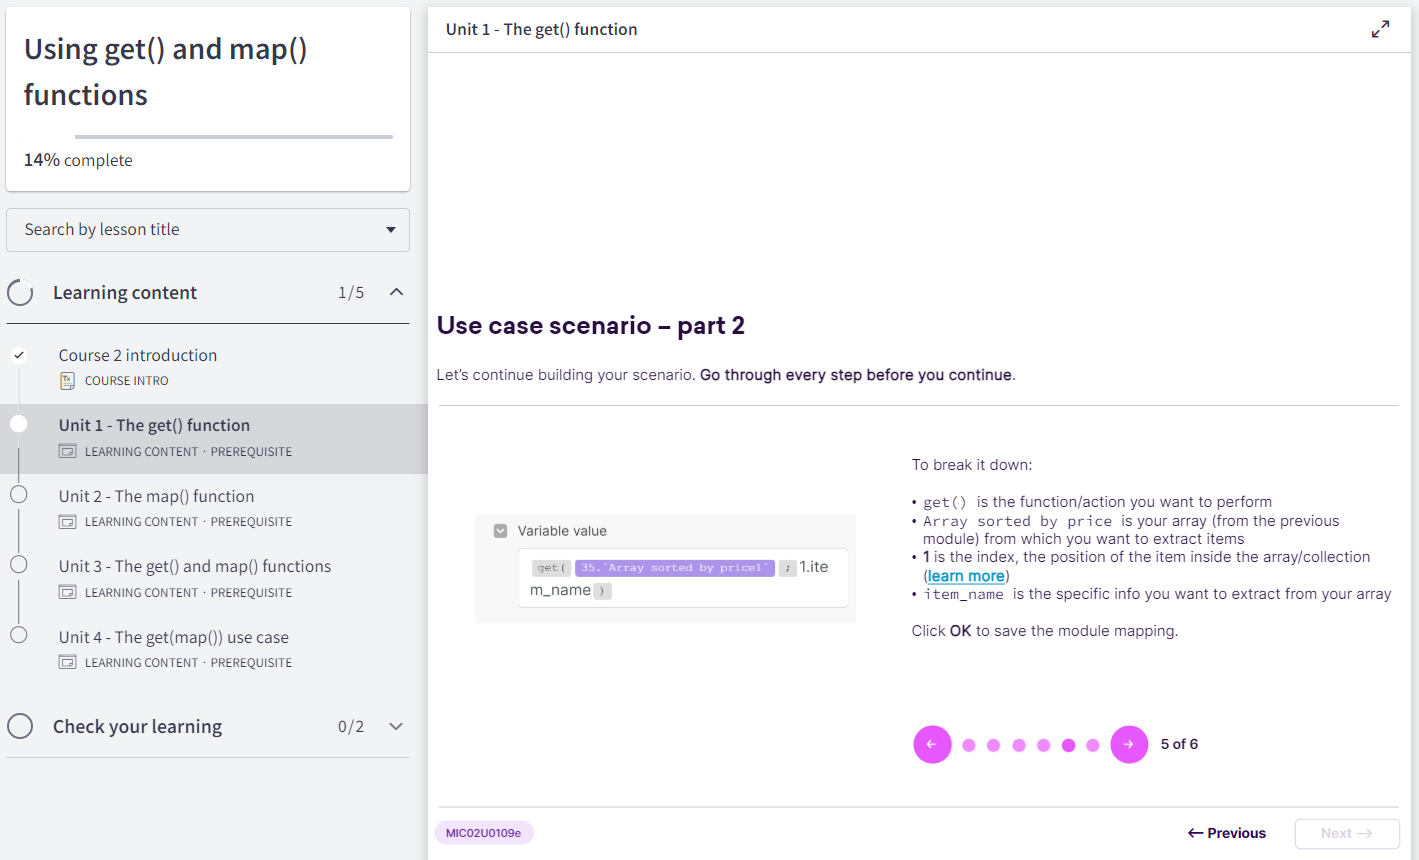 Using get() and map()
functions
14% complete
Search by lesson title
Learning content 1/5
Course 2 introduction
COURSE INTRO
Unit 1 - The get() function
LEARNING CONTENT · PREREQUISITE
Unit 2 - The map() function
LEARNING CONTENT · PREREQUISITE
Unit 3 - The get() and map() functions
LEARNING CONTENT · PREREQUISITE
Unit 4 - The get(map()) use case
LEARNING CONTENT · PREREQUISITE
Check your learning 0/2
Unit 1 - The get() function
Use case scenario – part 2
Let's continue building your scenario. Go through every step before you continue.
Variable value
get( 35.`Array sorted by price1` ; 1.ite
m_name )
To break it down:
• get() is the function/action you want to perform
• Array sorted by price is your array (from the previous
module) from which you want to extract items
• 1 is the index, the position of the item inside the array/collection
(learn more)
• item_name is the specific info you want to extract from your array
Click OK to save the module mapping.
5 of 6
MIC02U0109e
← Previous
Next →